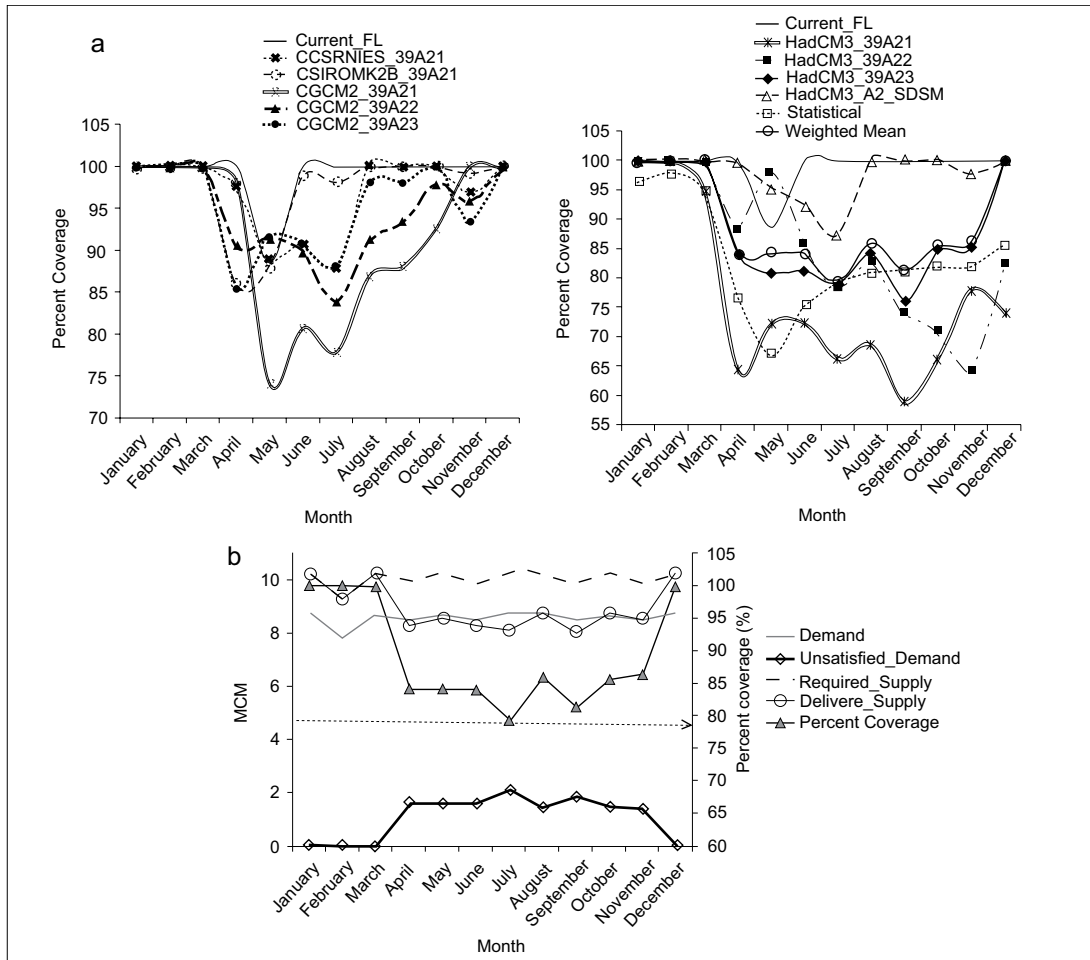 a
Current_FL
CCSRNIES_39A21
CSIROMK2B_39A21
CGCM2_39A21
CGCM2_39A22
CGCM2_39A23
105
100
95
90
85
80
75
70
Percent Coverage
January
February
March
April
May
June
July
August
September
October
November
December
Month
Current_FL
HadCM3_39A21
HadCM3_39A22
HadCM3_39A23
HadCM3_A2_SDSM
Statistical
Weighted Mean
105
100
95
90
85
80
75
70
65
60
55
Percent Coverage
January
February
March
April
May
June
July
August
September
October
November
December
Month
b
10
8
6
4
2
0
MCM
105
100
95
90
85
80
75
70
65
60
Percent coverage (%)
January
February
March
April
May
June
July
August
September
October
November
December
Month
Demand
Unsatisfied_Demand
Required_Supply
Delivere_Supply
Percent Coverage